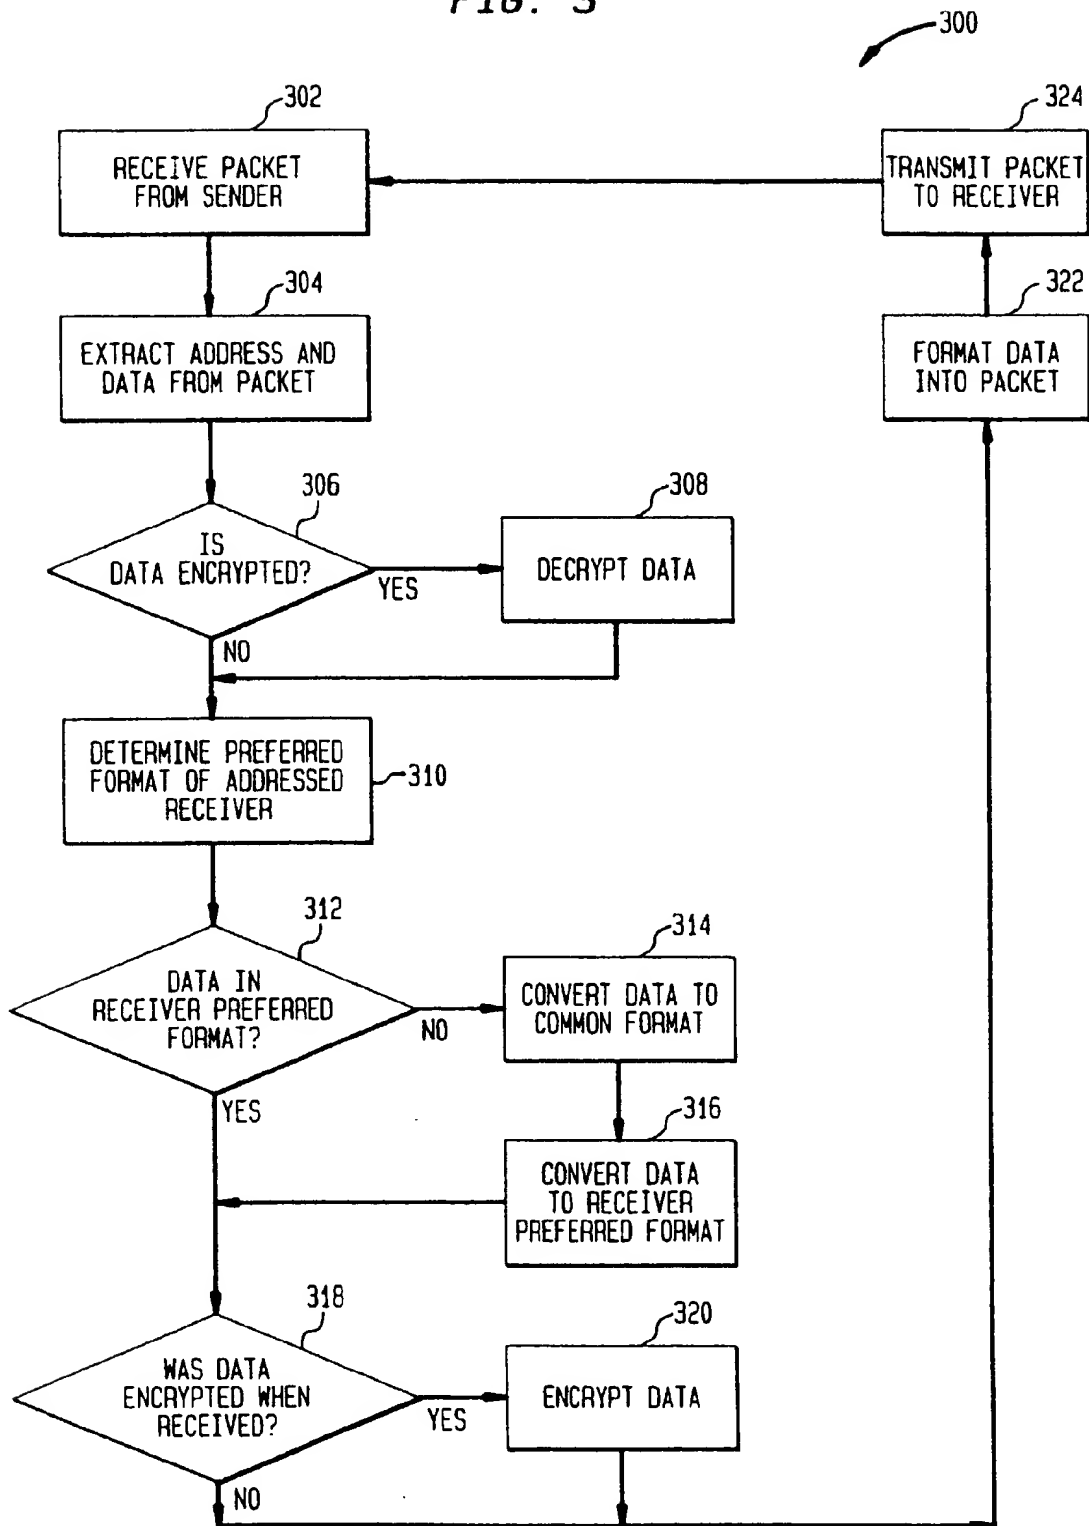 FIG. 3
300
302
RECEIVE PACKET
FROM SENDER
324
TRANSMIT PACKET
TO RECEIVER
304
EXTRACT ADDRESS AND
DATA FROM PACKET
322
FORMAT DATA
INTO PACKET
306
IS
DATA ENCRYPTED?
YES
NO
308
DECRYPT DATA
DETERMINE PREFERRED
FORMAT OF ADDRESSED
RECEIVER
310
312
DATA IN
RECEIVER PREFERRED
FORMAT?
NO
YES
314
CONVERT DATA TO
COMMON FORMAT
316
CONVERT DATA
TO RECEIVER
PREFERRED FORMAT
318
WAS DATA
ENCRYPTED WHEN
RECEIVED?
YES
NO
320
ENCRYPT DATA